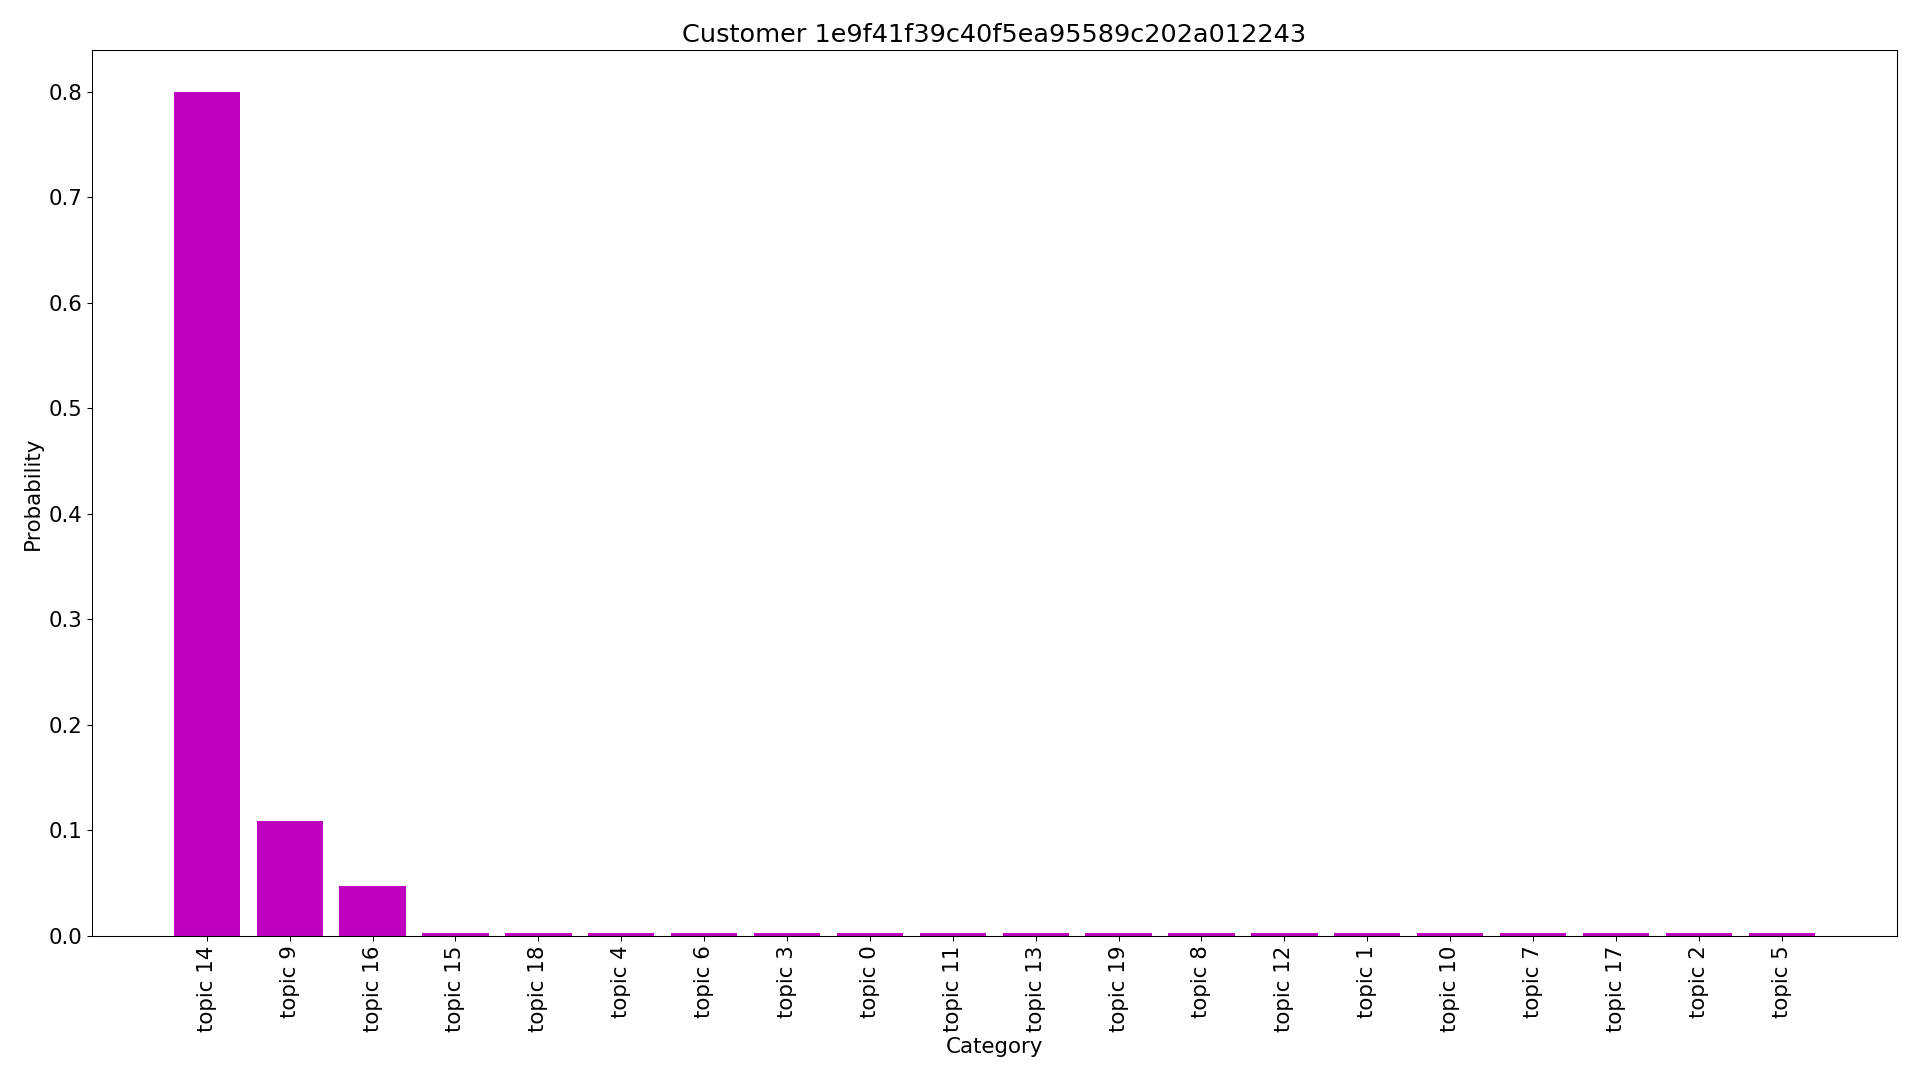 Customer 1e9f41f39c40f5ea95589c202a012243
Probability
0.8
0.7
0.6
0.5
0.4
0.3
0.2
0.1
0.0
topic 14
topic 9
topic 16
topic 15
topic 18
topic 4
topic 6
topic 3
topic 0
topic 11
topic 13
topic 19
topic 8
topic 12
topic 1
topic 10
topic 7
topic 17
topic 2
topic 5
Category